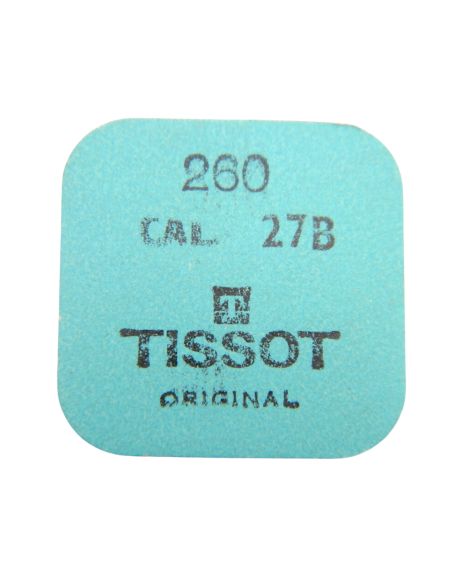 260
CAL. 27B
T
TISSOT
ORIGINAL